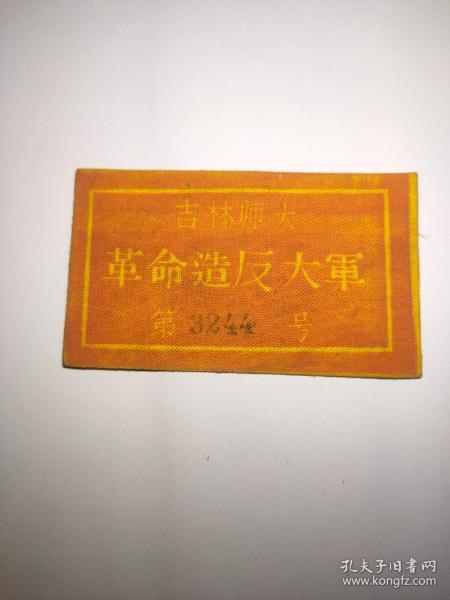 吉林师大
革命造反大軍
第 3244 号
孔夫子旧书网
www.kongfz.com